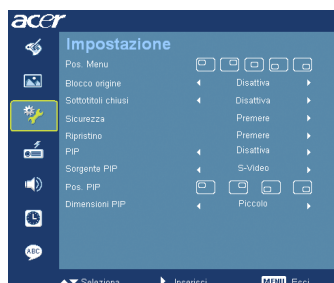 acer
Impostazione
Pos. Menu
Blocco origine Disattiva
Sottotitoli chiusi Disattiva
Sicurezza Premere
Ripristino Premere
PIP Disattiva
Sorgente PIP S-Video
Pos. PIP
Dimensioni PIP Piccolo
ABC
Seleziona Inserisci MENU Esci